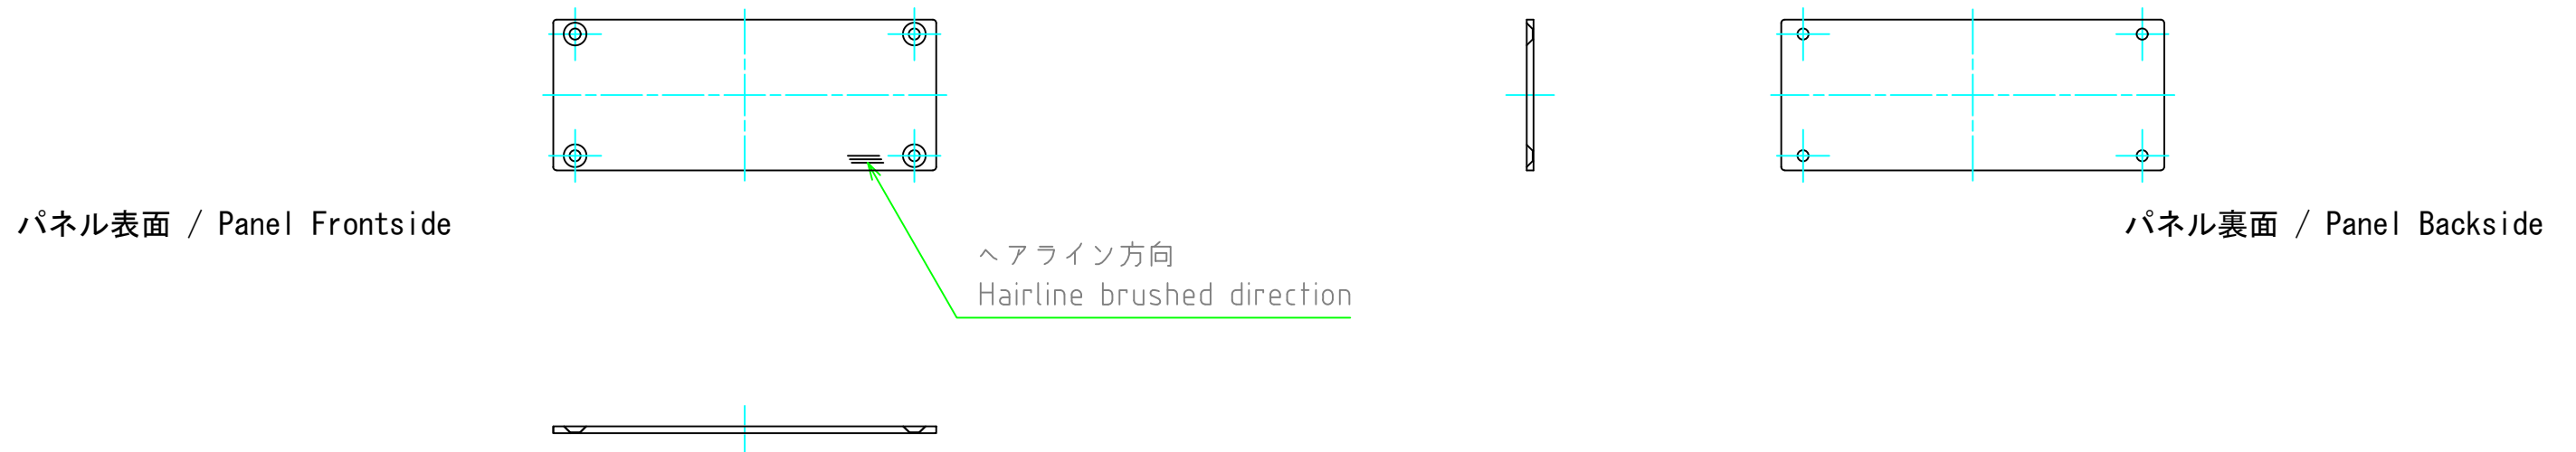 パネル表面 / Panel Frontside
パネル裏面 / Panel Backside
ヘアライン方向
Hairline brushed direction